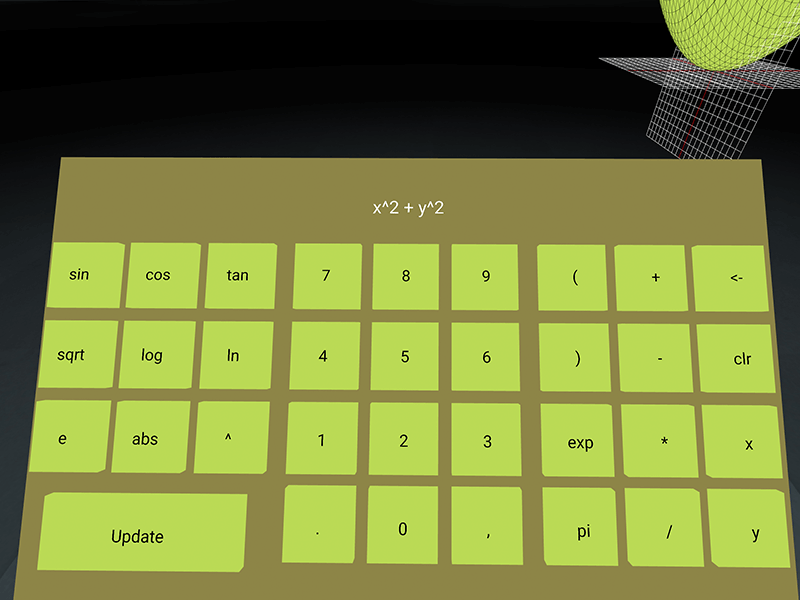 x^2 + y^2
sin cos tan 7 8 9 ( + <-
sqrt log ln 4 5 6 ) - clr
e abs ^ 1 2 3 exp * x
Update . 0 , pi / y